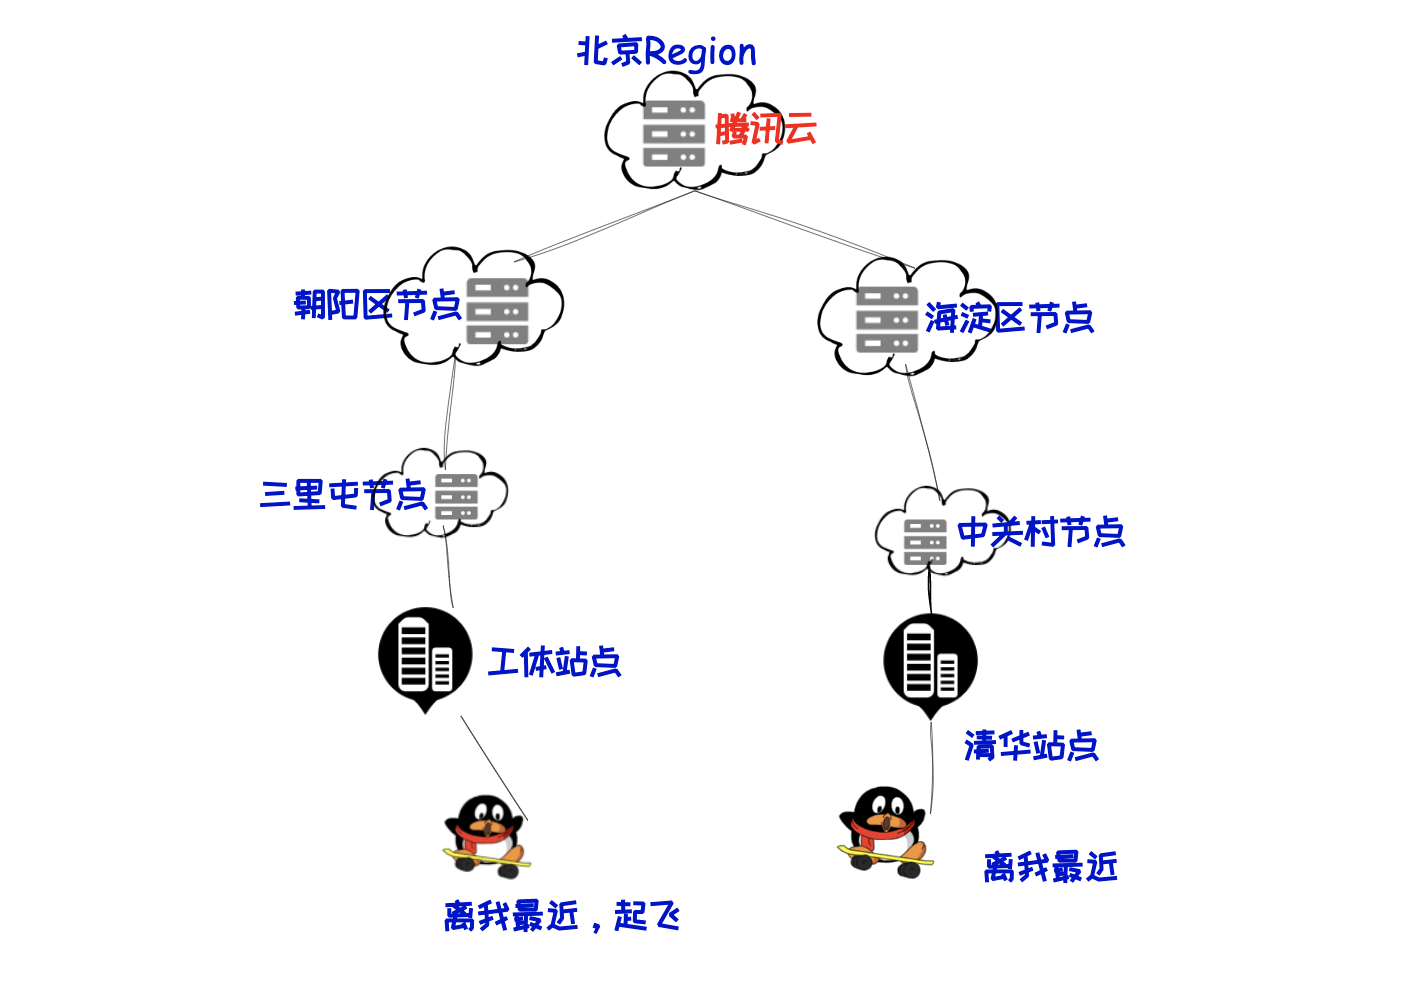 北京Region
腾讯云
朝阳区节点
海淀区节点
三里屯节点
中关村节点
工体站点
清华站点
离我最近
离我最近，起飞